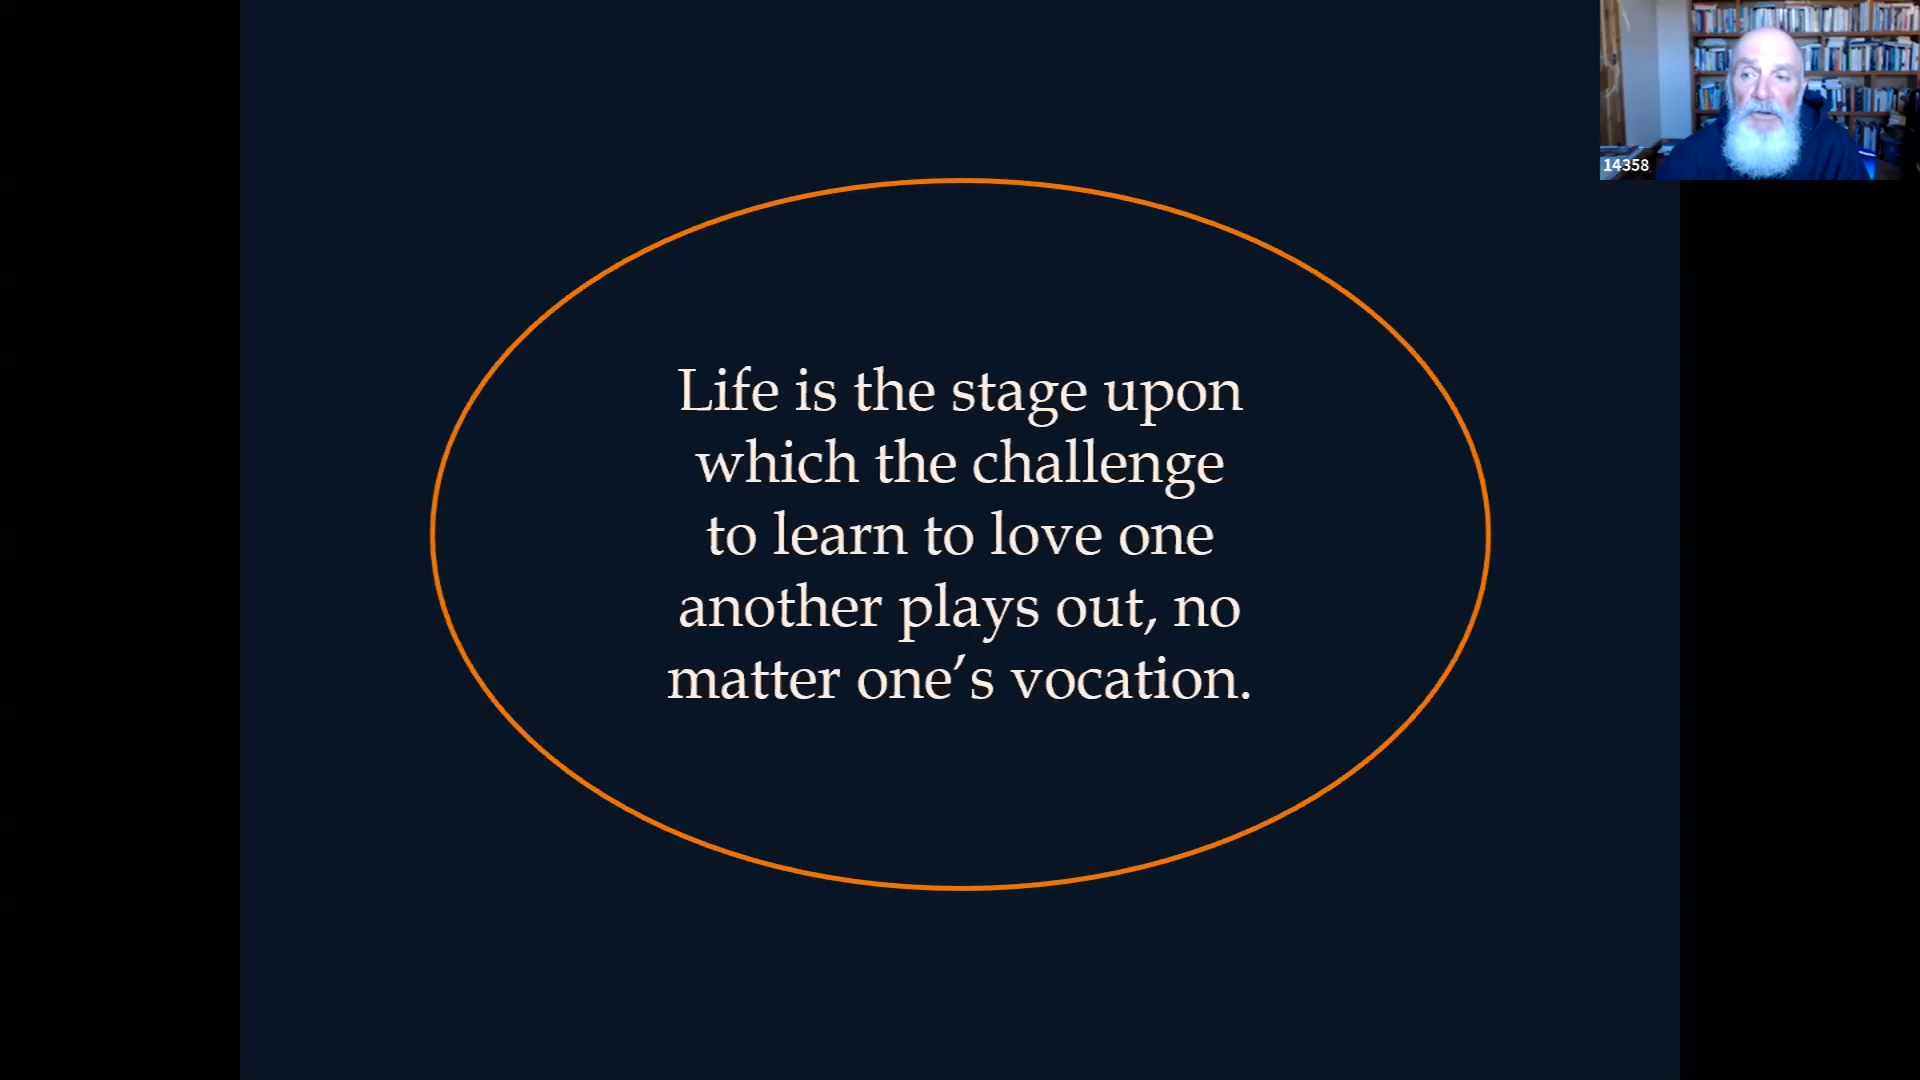 14358
Life is the stage upon
which the challenge
to learn to love one
another plays out, no
matter one’s vocation.